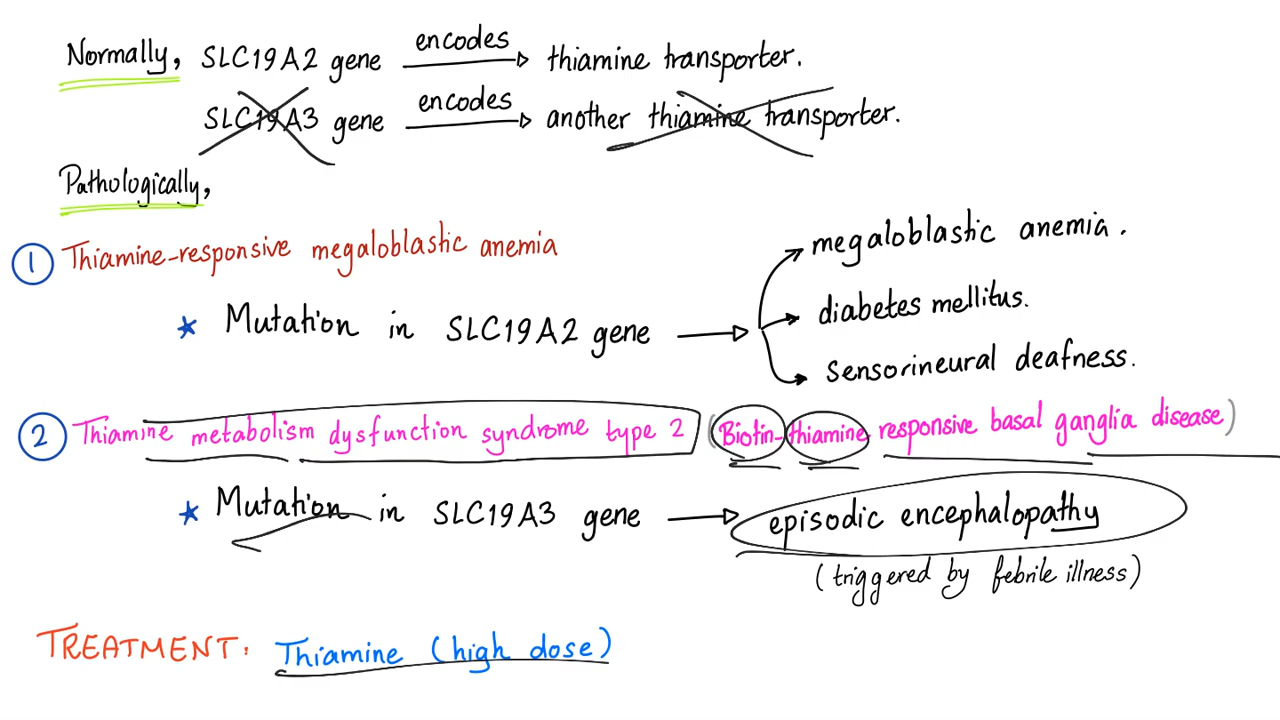 Normally, SLC19A2 gene encodes thiamine transporter.
SLC19A3 gene encodes another thiamine transporter.
Pathologically,
1 Thiamine-responsive megaloblastic anemia
megaloblastic anemia.
* Mutation in SLC19A2 gene
diabetes mellitus.
sensorineural deafness.
2 Thiamine metabolism dysfunction syndrome type 2 (Biotin-thiamine responsive basal ganglia disease)
* Mutation in SLC19A3 gene episodic encephalopathy
(triggered by febrile illness)
TREATMENT: Thiamine (high dose)